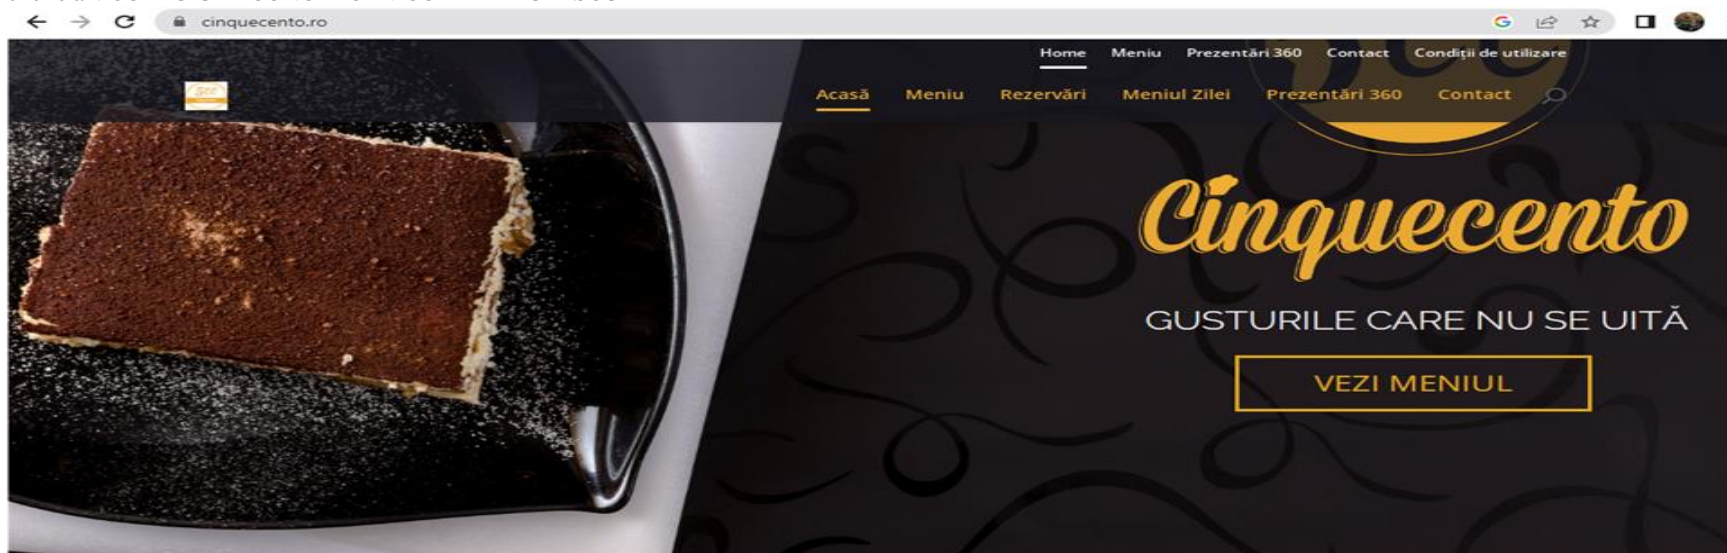 cinquecento.ro
Home Meniu Prezentări 360 Contact Condiții de utilizare
Acasă Meniu Rezervări Meniul Zilei Prezentări 360 Contact
Cinquecento
GUSTURILE CARE NU SE UITĂ
VEZI MENIUL